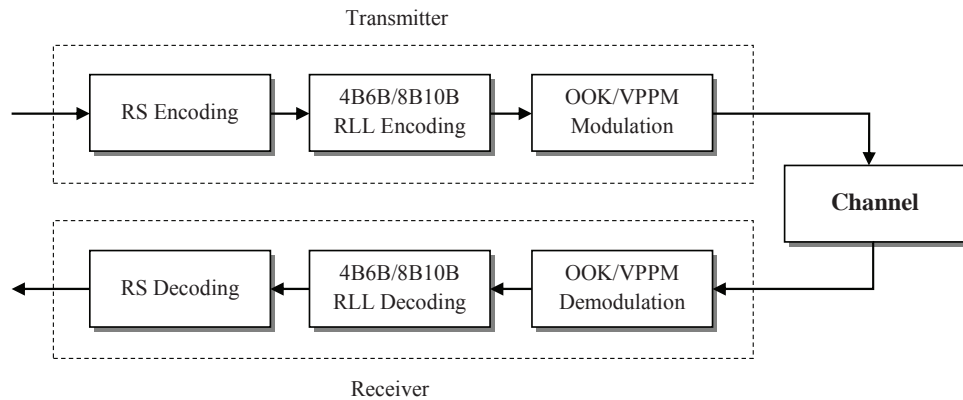 Transmitter
RS Encoding
4B6B/8B10B
RLL Encoding
OOK/VPPM
Modulation
Channel
RS Decoding
4B6B/8B10B
RLL Decoding
OOK/VPPM
Demodulation
Receiver